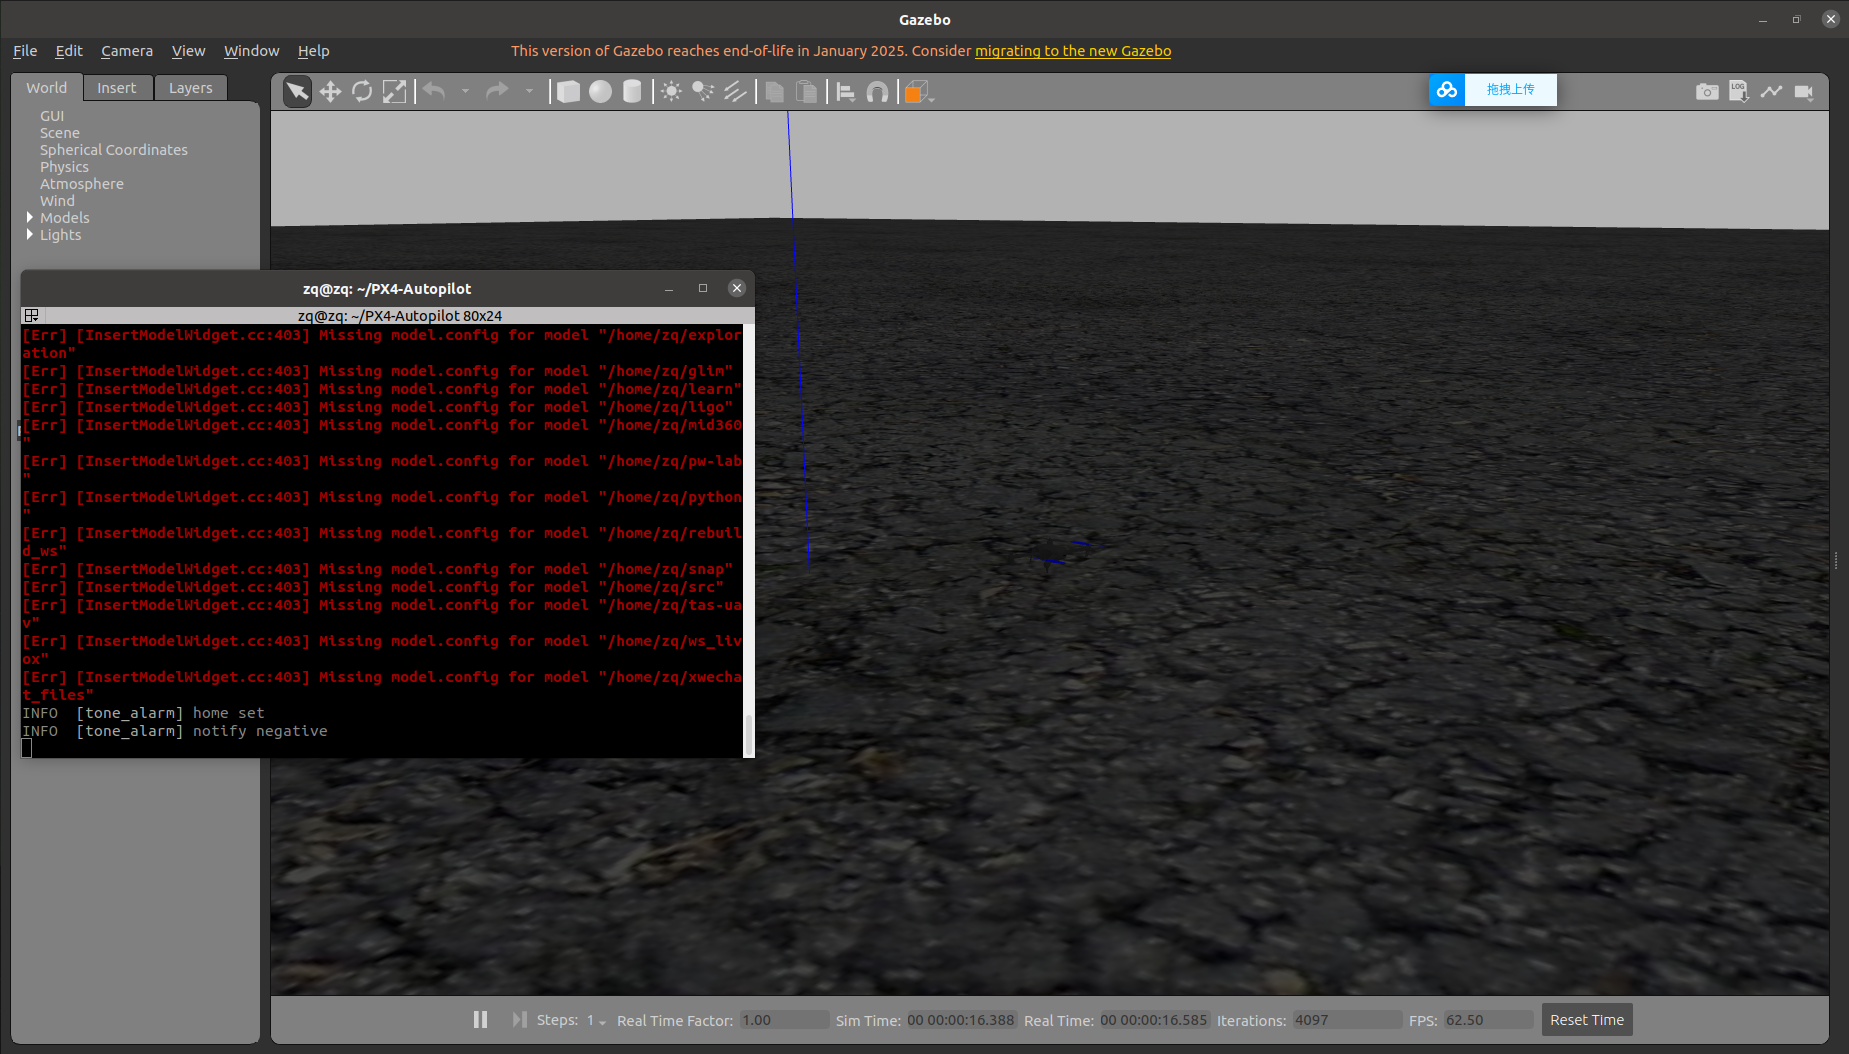 Gazebo
File Edit Camera View Window Help
This version of Gazebo reaches end-of-life in January 2025. Consider migrating to the new Gazebo
World Insert Layers
拖拽上传
LOG
GUI
Scene
Spherical Coordinates
Physics
Atmosphere
Wind
Models
Lights
zq@zq: ~/PX4-Autopilot
zq@zq: ~/PX4-Autopilot 80x24
[Err] [InsertModelWidget.cc:403] Missing model.config for model "/home/zq/explor
ation"
[Err] [InsertModelWidget.cc:403] Missing model.config for model "/home/zq/glim"
[Err] [InsertModelWidget.cc:403] Missing model.config for model "/home/zq/learn"
[Err] [InsertModelWidget.cc:403] Missing model.config for model "/home/zq/ligo"
[Err] [InsertModelWidget.cc:403] Missing model.config for model "/home/zq/mid360
"
[Err] [InsertModelWidget.cc:403] Missing model.config for model "/home/zq/pw-lab
"
[Err] [InsertModelWidget.cc:403] Missing model.config for model "/home/zq/python
"
[Err] [InsertModelWidget.cc:403] Missing model.config for model "/home/zq/rebuil
d_ws"
[Err] [InsertModelWidget.cc:403] Missing model.config for model "/home/zq/snap"
[Err] [InsertModelWidget.cc:403] Missing model.config for model "/home/zq/src"
[Err] [InsertModelWidget.cc:403] Missing model.config for model "/home/zq/tas-ua
v"
[Err] [InsertModelWidget.cc:403] Missing model.config for model "/home/zq/ws_liv
ox"
[Err] [InsertModelWidget.cc:403] Missing model.config for model "/home/zq/xwecha
t_files"
INFO [tone_alarm] home set
INFO [tone_alarm] notify negative
Steps: 1 Real Time Factor: 1.00 Sim Time: 00 00:00:16.388 Real Time: 00 00:00:16.585 Iterations: 4097 FPS: 62.50 Reset Time